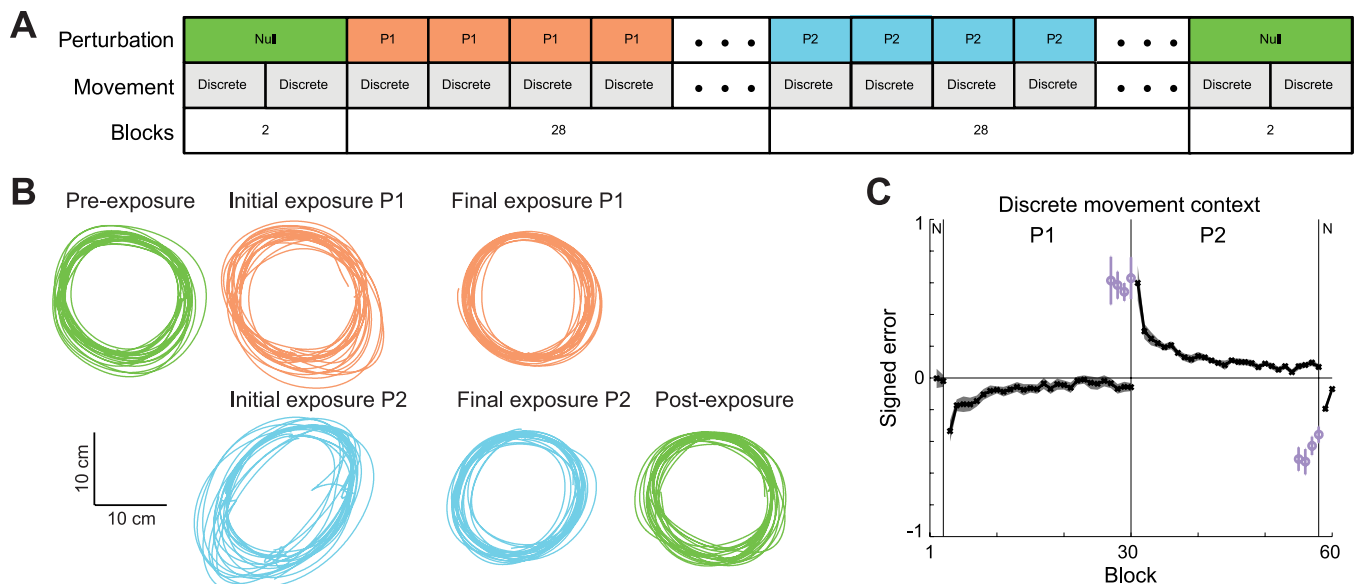 A
Perturbation Null P1 P1 P1 P1 • • • P2 P2 P2 P2 • • • Null
Movement Discrete Discrete Discrete Discrete Discrete Discrete • • • Discrete Discrete Discrete Discrete • • • Discrete Discrete
Blocks 2 28 28 2
B
Pre-exposure Initial exposure P1 Final exposure P1
Initial exposure P2 Final exposure P2 Post-exposure
10 cm
10 cm
C
Discrete movement context
N P1 P2 N
1
0
-1
Signed error
1 30 60
Block